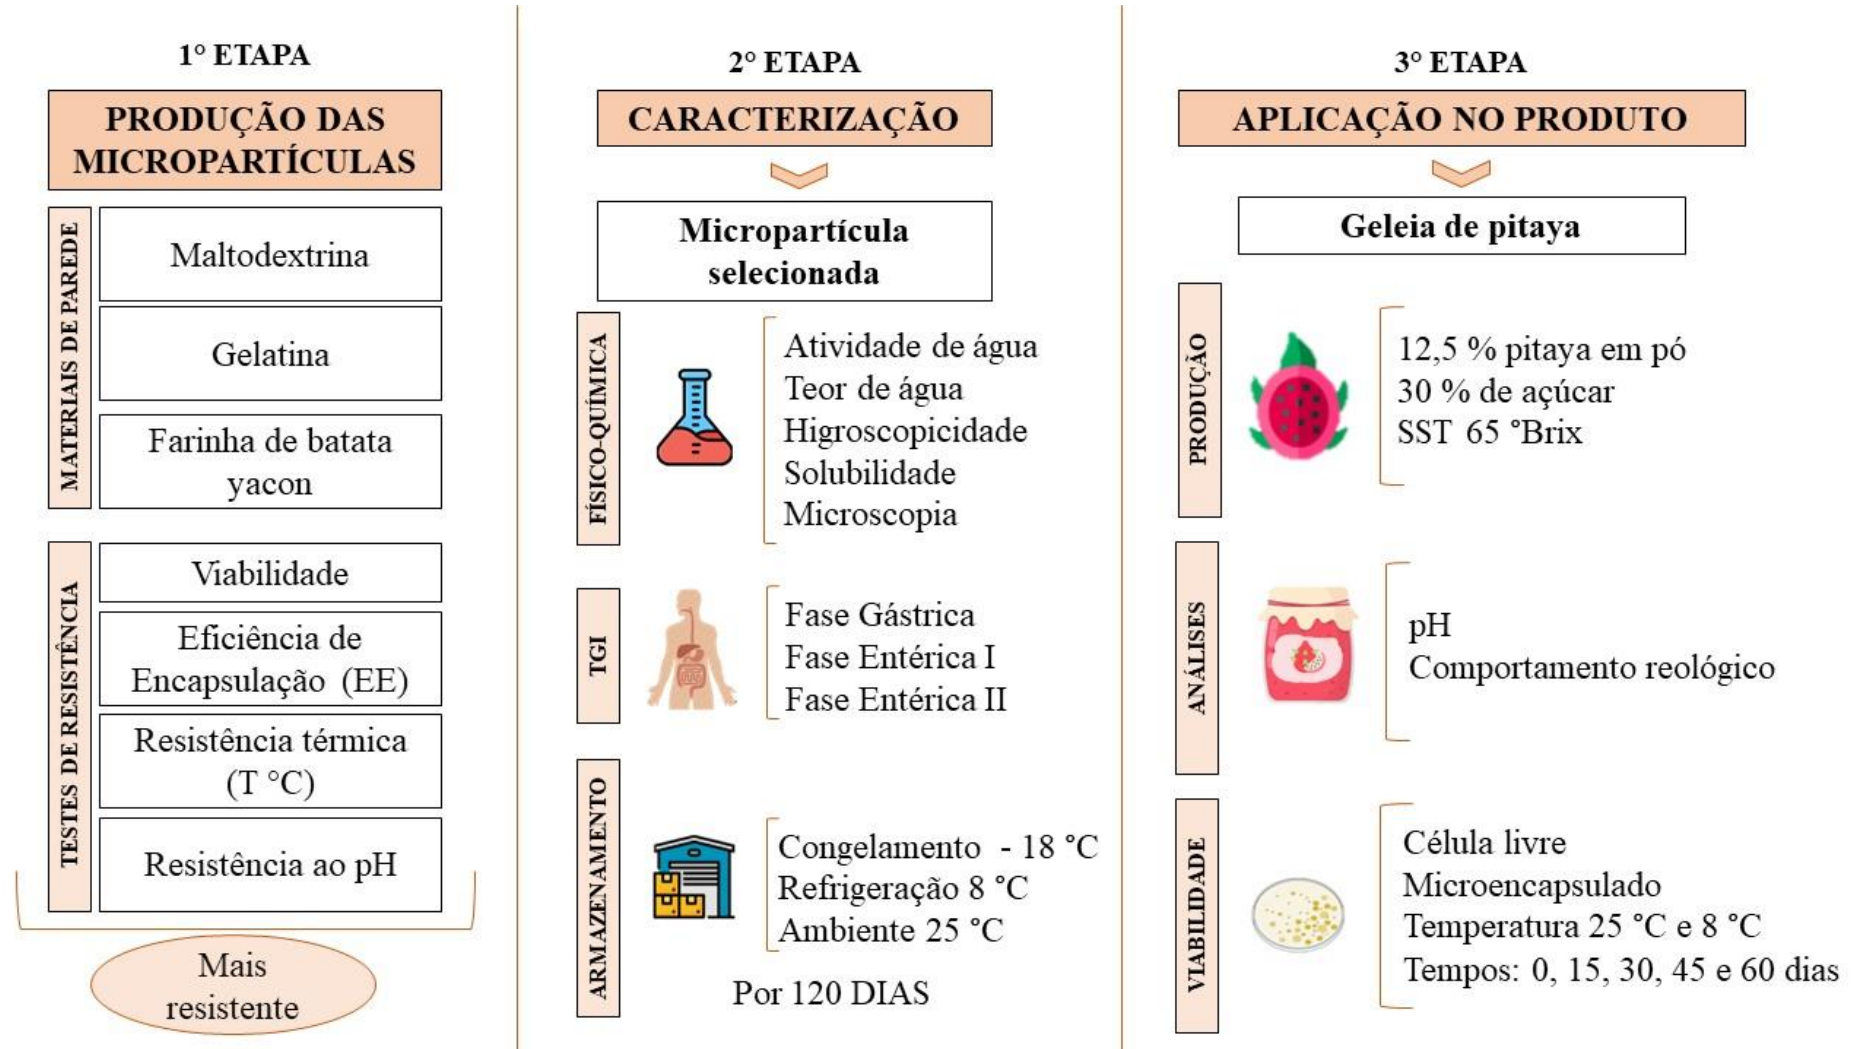 1° ETAPA
PRODUÇÃO DAS
MICROPARTÍCULAS
MATERIAIS DE PAREDE
Maltodextrina
Gelatina
Farinha de batata
yacon
TESTES DE RESISTÊNCIA
Viabilidade
Eficiência de
Encapsulação (EE)
Resistência térmica
(T °C)
Resistência ao pH
Mais
resistente
2° ETAPA
CARACTERIZAÇÃO
Micropartícula
selecionada
FÍSICO-QUÍMICA
Atividade de água
Teor de água
Higroscopicidade
Solubilidade
Microscopia
TGI
Fase Gástrica
Fase Entérica I
Fase Entérica II
ARMAZENAMENTO
Congelamento - 18 °C
Refrigeração 8 °C
Ambiente 25 °C
Por 120 DIAS
3° ETAPA
APLICAÇÃO NO PRODUTO
Geleia de pitaya
PRODUÇÃO
12,5 % pitaya em pó
30 % de açúcar
SST 65 °Brix
ANÁLISES
pH
Comportamento reológico
VIABILIDADE
Célula livre
Microencapsulado
Temperatura 25 °C e 8 °C
Tempos: 0, 15, 30, 45 e 60 dias